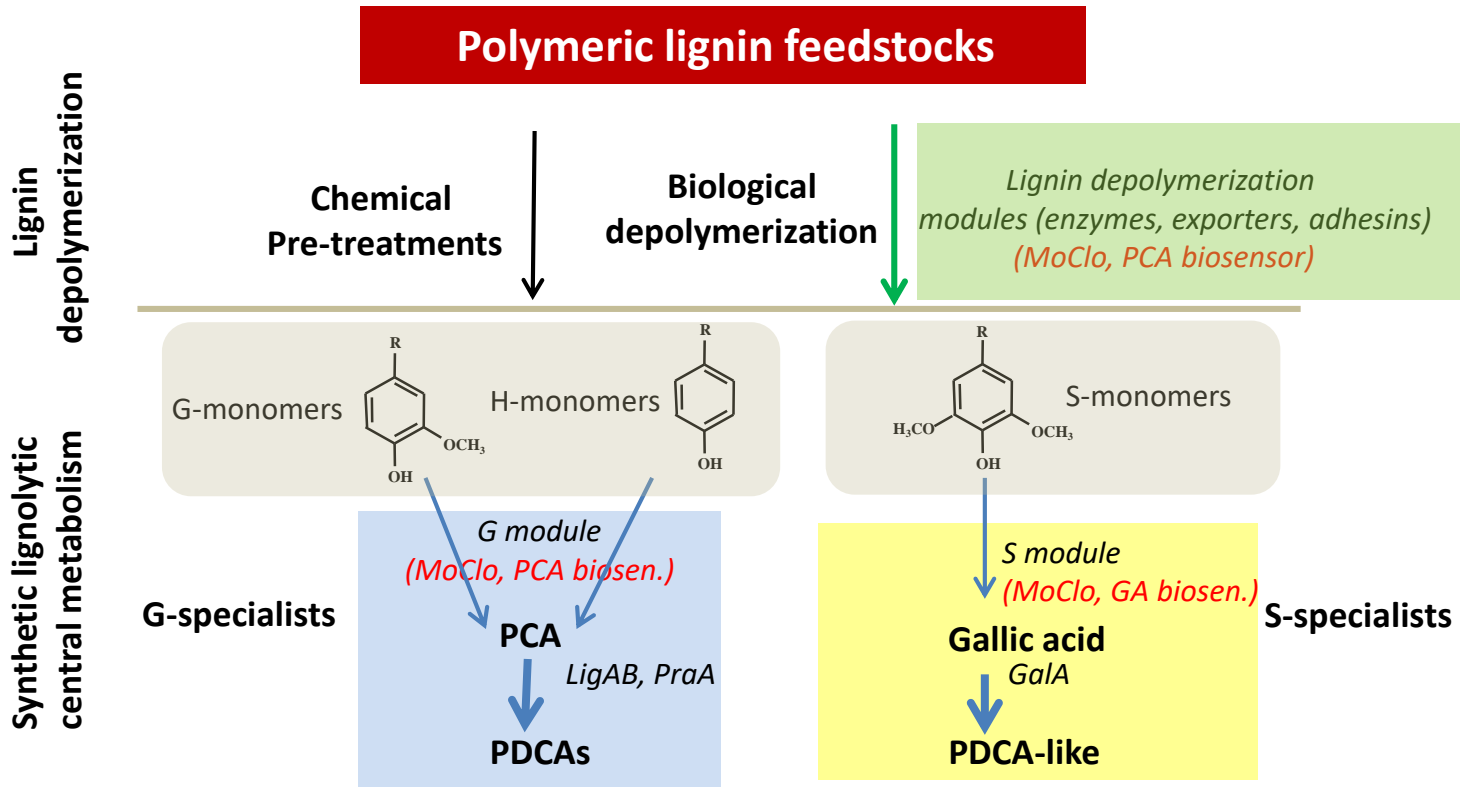 Polymeric lignin feedstocks
Lignin
depolymerization
Chemical
Pre-treatments
Biological
depolymerization
Lignin depolymerization
modules (enzymes, exporters, adhesins)
(MoClo, PCA biosensor)
G-monomers
R
OCH3
OH
H-monomers
R
OH
R
H3CO
OCH3
OH
S-monomers
Synthetic lignolytic
central metabolism
G-specialists
G module
(MoClo, PCA biosen.)
PCA
LigAB, PraA
PDCAs
S module
(MoClo, GA biosen.)
Gallic acid
GalA
PDCA-like
S-specialists